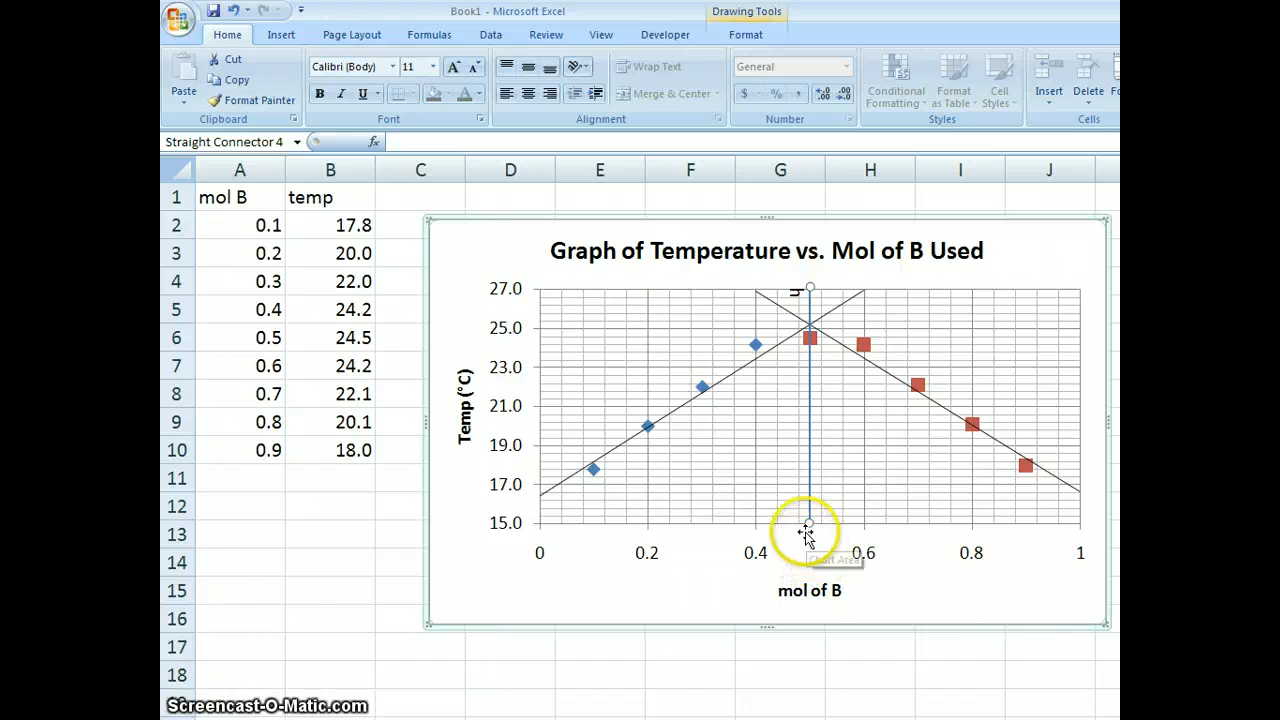 Book1 - Microsoft Excel
Drawing Tools
Home Insert Page Layout Formulas Data Review View Developer Format
Cut
Copy
Format Painter
Paste
Clipboard
Calibri (Body) 11
B I U
Font
Wrap Text
Merge & Center
Alignment
General
$ % ,
Number
Conditional Formatting
Format as Table
Cell Styles
Styles
Insert
Delete
Cells
Straight Connector 4 fx
A B C D E F G H I J
1 mol B temp
2 0.1 17.8
3 0.2 20.0
4 0.3 22.0
5 0.4 24.2
6 0.5 24.5
7 0.6 24.2
8 0.7 22.1
9 0.8 20.1
10 0.9 18.0
11
12
13
14
15
16
17
18
Graph of Temperature vs. Mol of B Used
Temp (°C)
27.0
25.0
23.0
21.0
19.0
17.0
15.0
0 0.2 0.4 0.6 0.8 1
Chart Area
mol of B
Screencast-O-Matic.com